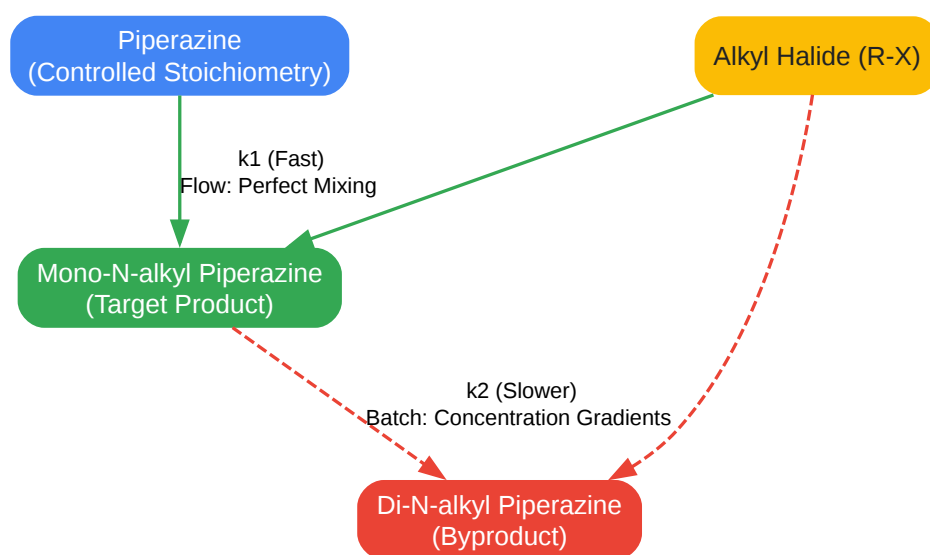 Piperazine
(Controlled Stoichiometry)
Alkyl Halide (R-X)
k1 (Fast)
Flow: Perfect Mixing
Mono-N-alkyl Piperazine
(Target Product)
k2 (Slower)
Batch: Concentration Gradients
Di-N-alkyl Piperazine
(Byproduct)